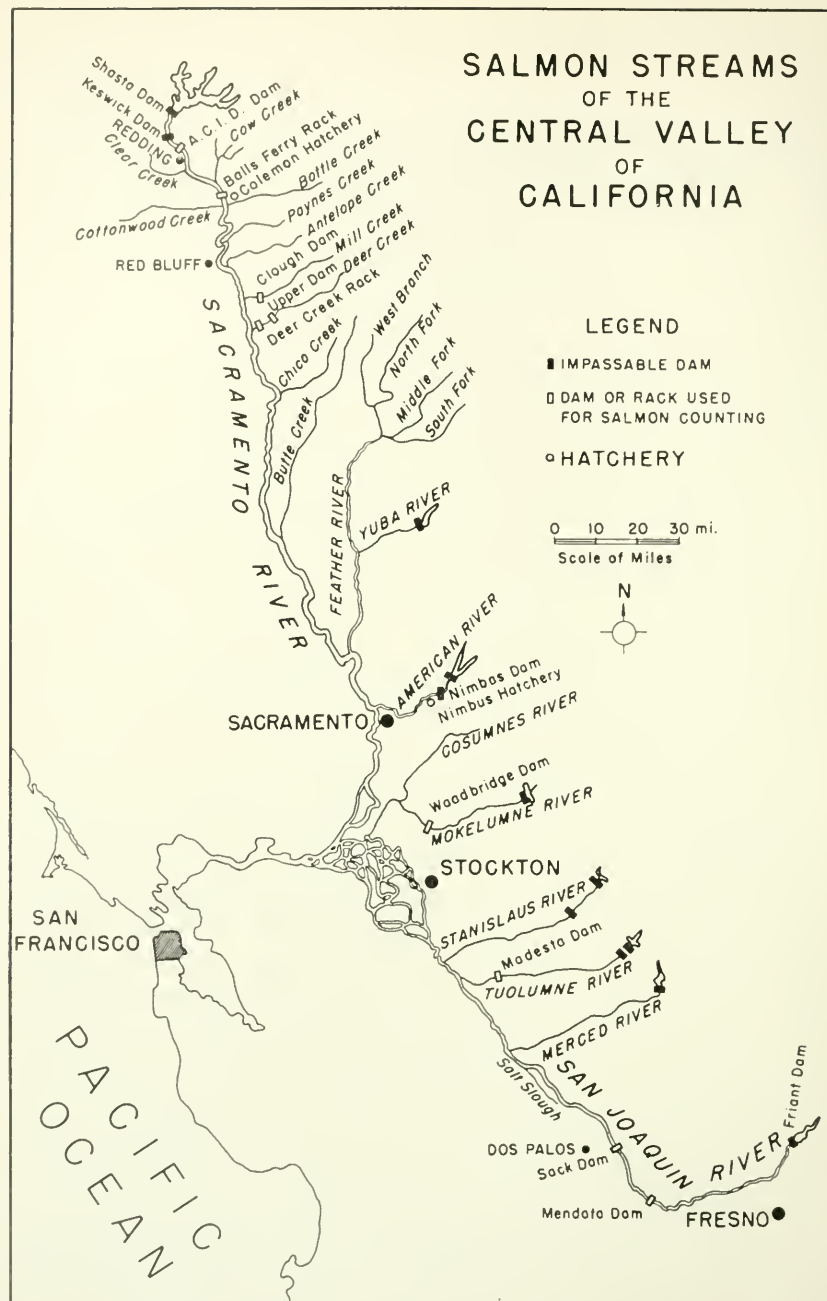 SALMON STREAMS
OF THE
CENTRAL VALLEY
OF
CALIFORNIA
Shasta Dam
Keswick Dam
REDDING
Clear Creek
A.C.I.D. Dam
Cow Creek
Balls Ferry Rack
Coleman Hatchery
Battle Creek
Cottonwood Creek
Paynes Creek
Antelope Creek
RED BLUFF
Clough Dam
Mill Creek
Upper Dam
Deer Creek
Deer Creek Rack
SACRAMENTO
RIVER
Chico Creek
Butte Creek
West Branch
North Fork
Middle Fork
South Fork
FEATHER RIVER
YUBA RIVER
LEGEND
IMPASSABLE DAM
DAM OR RACK USED
FOR SALMON COUNTING
HATCHERY
0 10 20 30 mi.
Scale of Miles
N
AMERICAN RIVER
Nimbas Dam
Nimbus Hatchery
SACRAMENTO
COSUMNES RIVER
Woodbridge Dam
MOKELUMNE RIVER
STOCKTON
SAN
FRANCISCO
STANISLAUS RIVER
Madesta Dam
TUOLUMNE RIVER
MERCED RIVER
Salt Slough
SAN JOAQUIN RIVER
Friant Dam
DOS PALOS
Sack Dam
Mendota Dam
FRESNO
PACIFIC
OCEAN